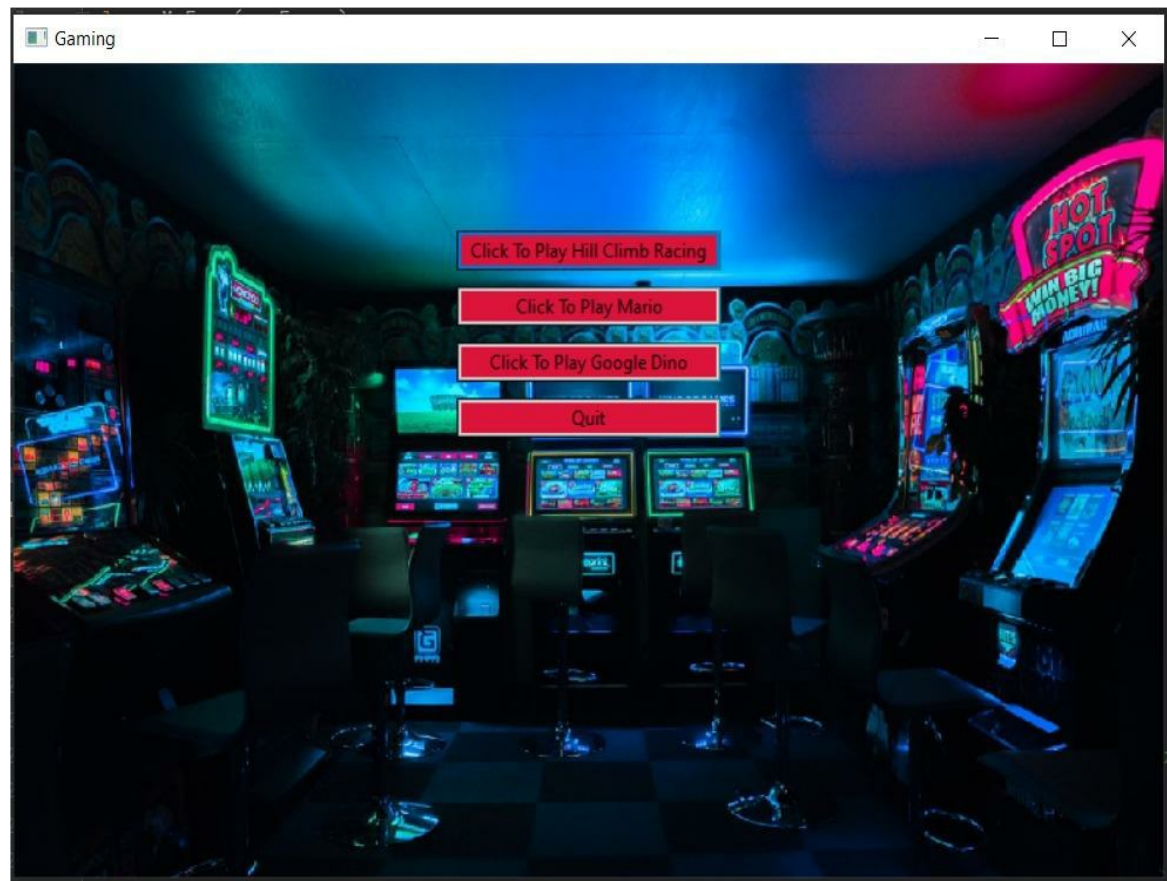 Gaming
Click To Play Hill Climb Racing
Click To Play Mario
Click To Play Google Dino
Quit
HOT
SPOT
WIN BIG
MONEY!
ADMIRAL